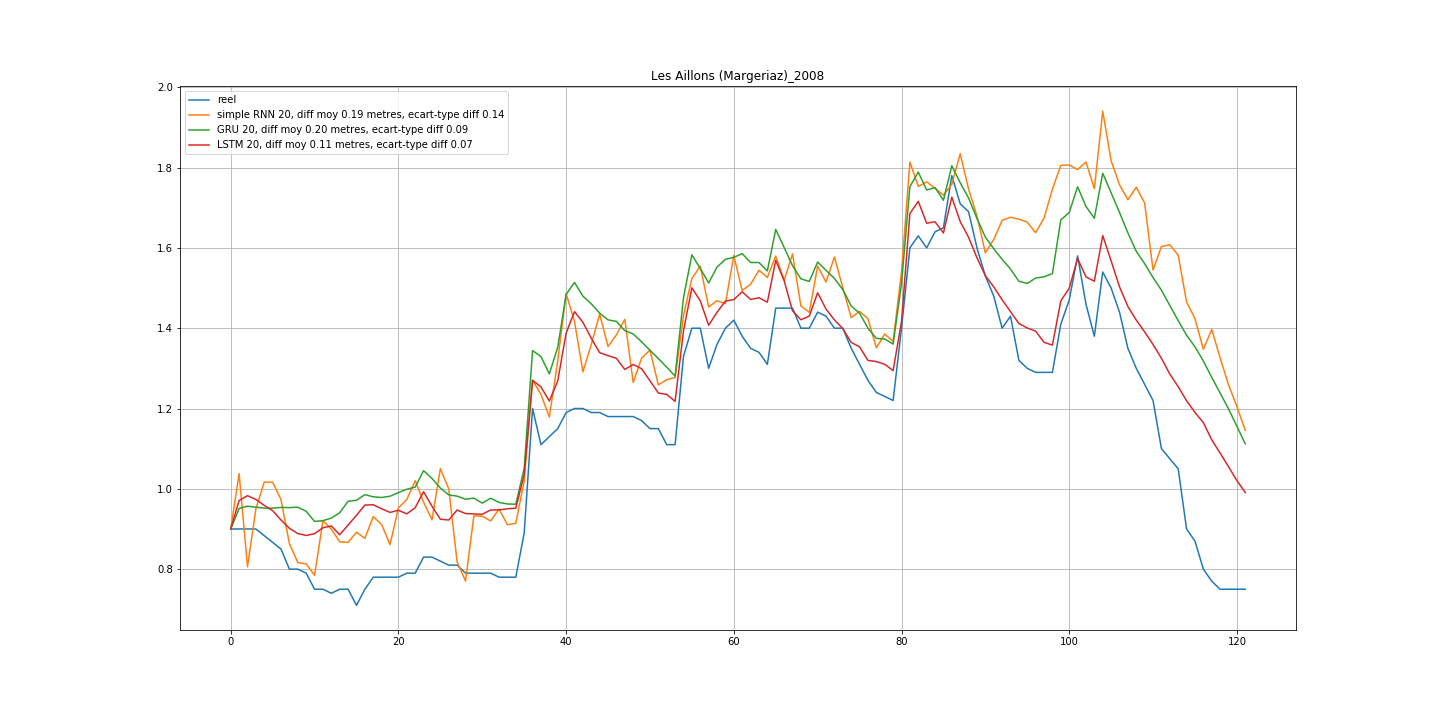 Les Aillons (Margeriaz)_2008
2.0
reel
simple RNN 20, diff moy 0.19 metres, ecart-type diff 0.14
GRU 20, diff moy 0.20 metres, ecart-type diff 0.09
LSTM 20, diff moy 0.11 metres, ecart-type diff 0.07
1.8
1.6
1.4
1.2
1.0
0.8
0 20 40 60 80 100 120